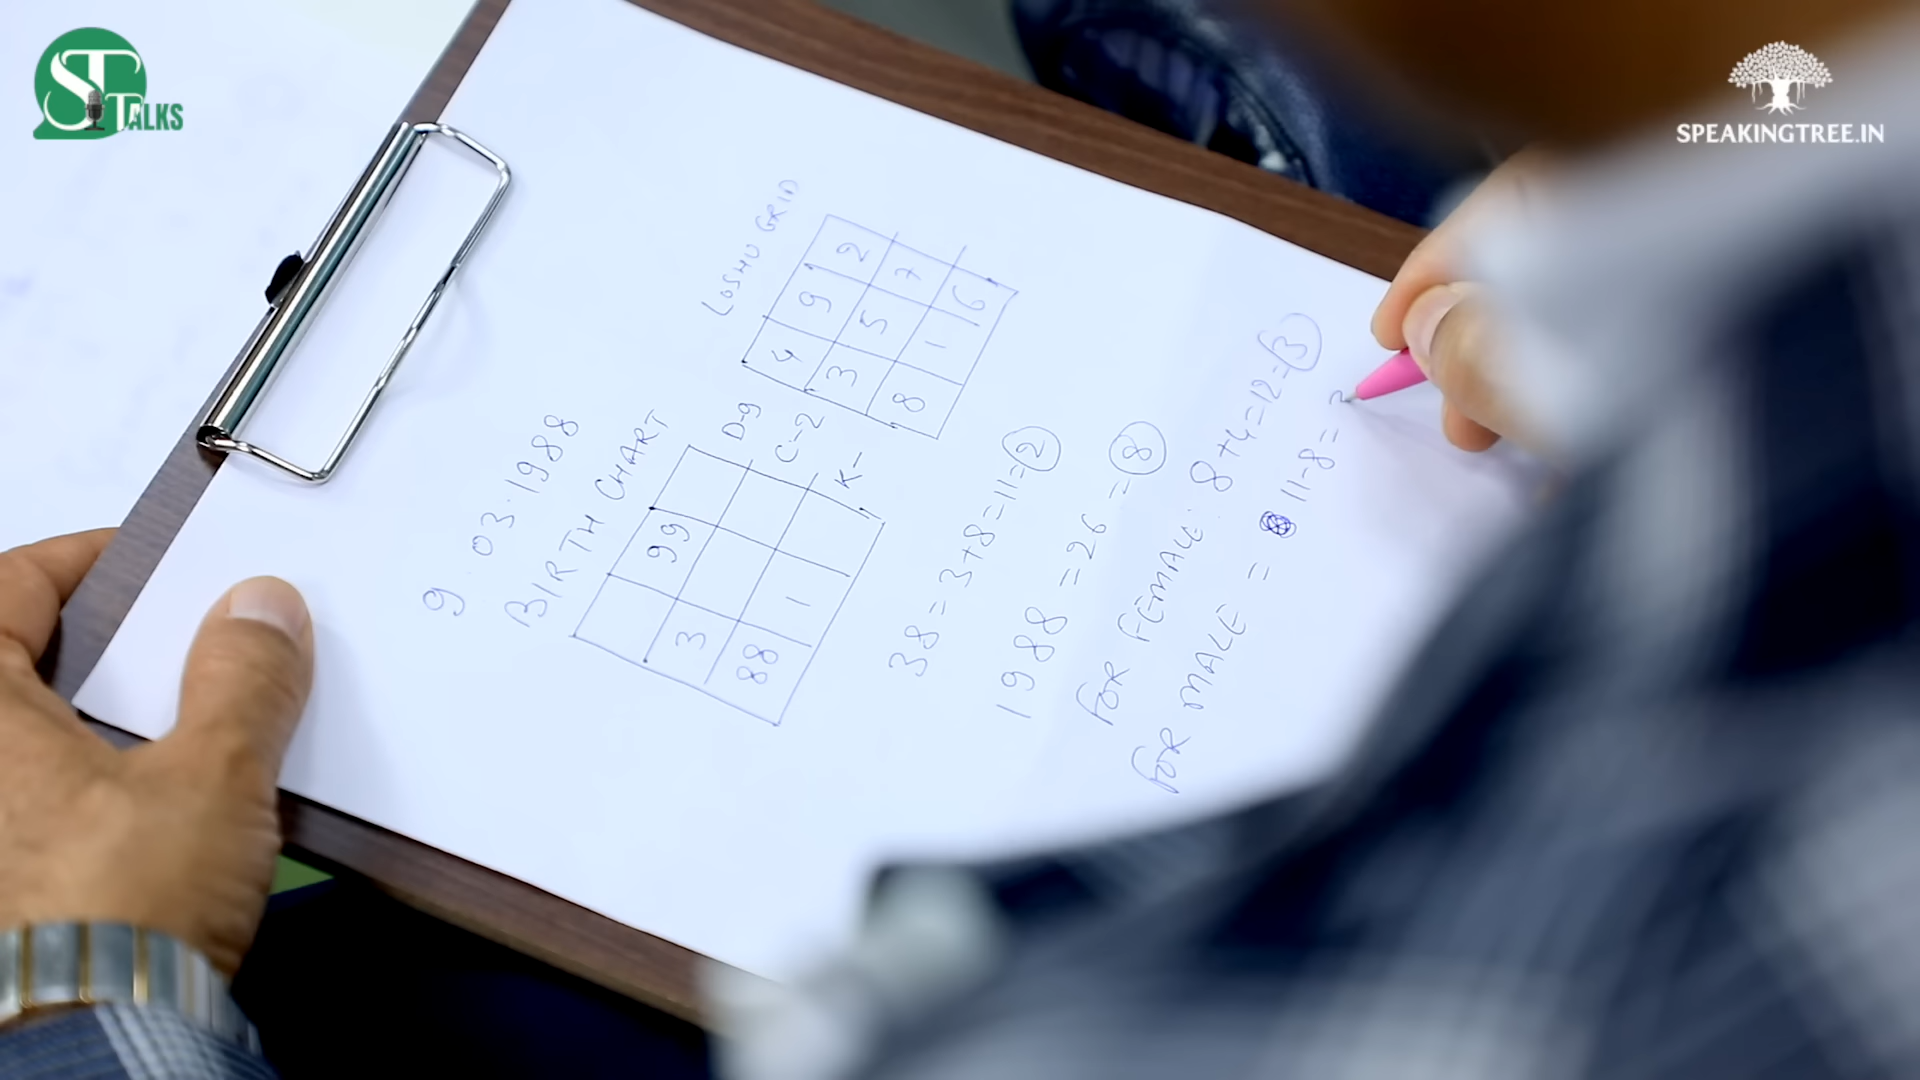 ST TALKS
SPEAKINGTREE.IN
9.03.1988
BIRTH CHART
99
3
88 1
D-9
C-2
K-
LOSHU GRID
4 9 2
3 5 7
8 1 6
38=3+8=11=2
1988=26=8
FOR FEMALE: 8+4=12=3
FOR MALE = 11-8=3